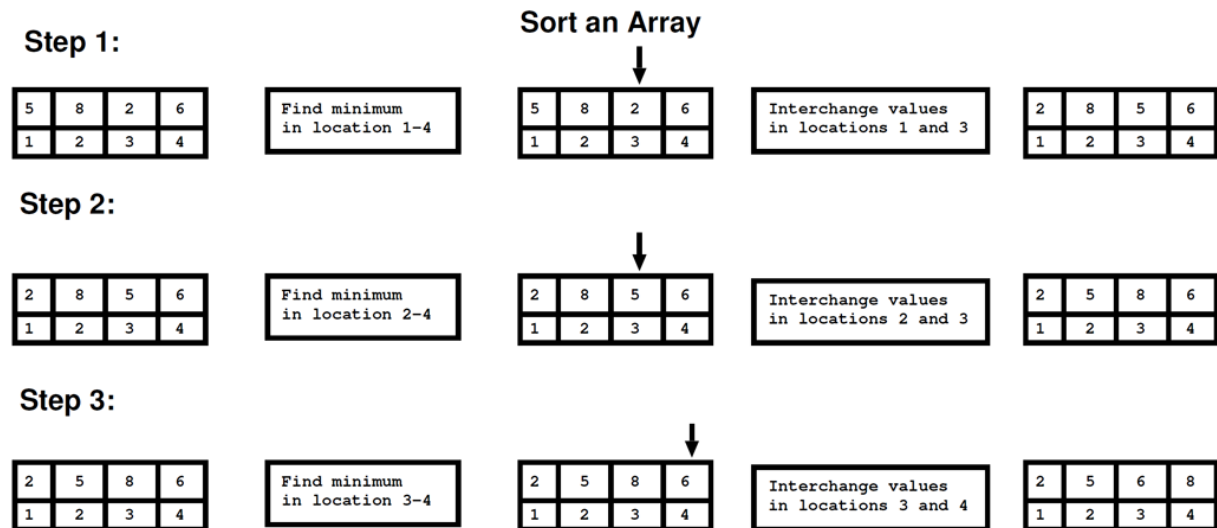 Sort an Array
Step 1:
5 8 2 6
1 2 3 4
Find minimum
in location 1-4
5 8 2 6
1 2 3 4
Interchange values
in locations 1 and 3
2 8 5 6
1 2 3 4
Step 2:
2 8 5 6
1 2 3 4
Find minimum
in location 2-4
2 8 5 6
1 2 3 4
Interchange values
in locations 2 and 3
2 5 8 6
1 2 3 4
Step 3:
2 5 8 6
1 2 3 4
Find minimum
in location 3-4
2 5 8 6
1 2 3 4
Interchange values
in locations 3 and 4
2 5 6 8
1 2 3 4